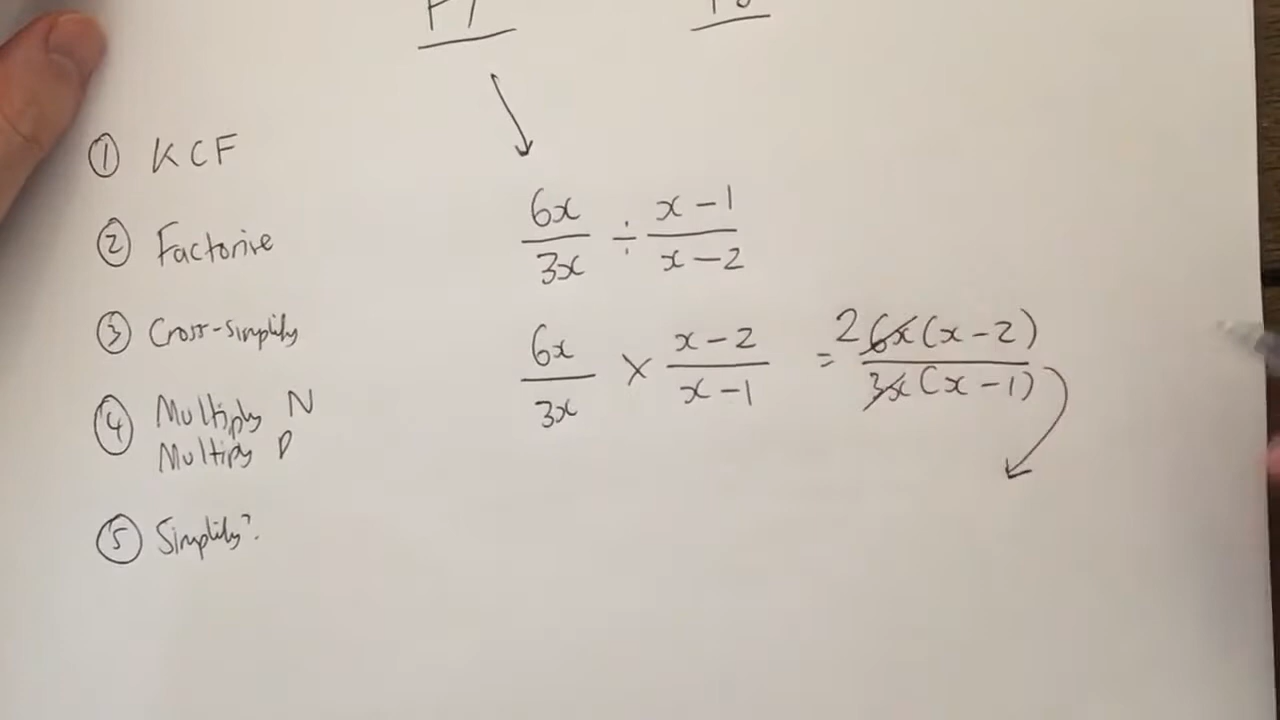 ① KCF
② Factorise
③ Cross-simplify
④ Multiply N
Multiply D
⑤ Simplify?
6x/3x ÷ x-1/x-2
6x/3x × x-2/x-1 = 2 6x(x-2)/3x(x-1)